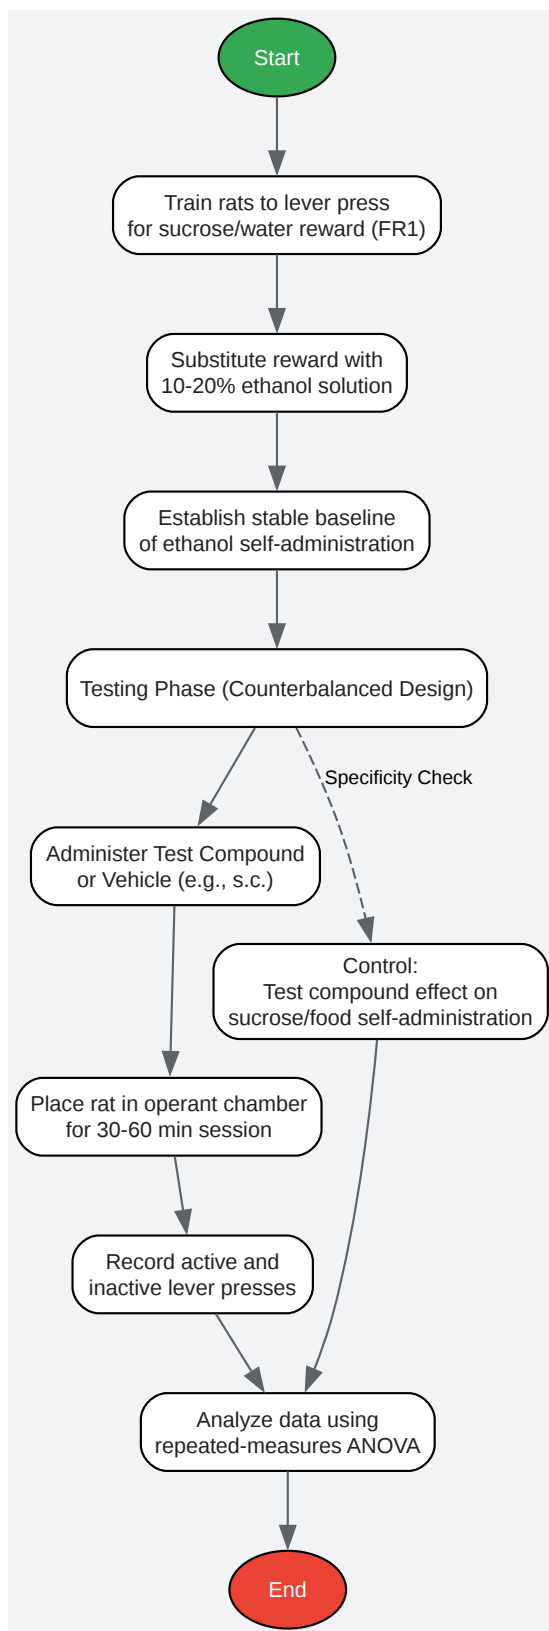 Start
Train rats to lever press
for sucrose/water reward (FR1)
Substitute reward with
10-20% ethanol solution
Establish stable baseline
of ethanol self-administration
Testing Phase (Counterbalanced Design)
Specificity Check
Administer Test Compound
or Vehicle (e.g., s.c.)
Control:
Test compound effect on
sucrose/food self-administration
Place rat in operant chamber
for 30-60 min session
Record active and
inactive lever presses
Analyze data using
repeated-measures ANOVA
End